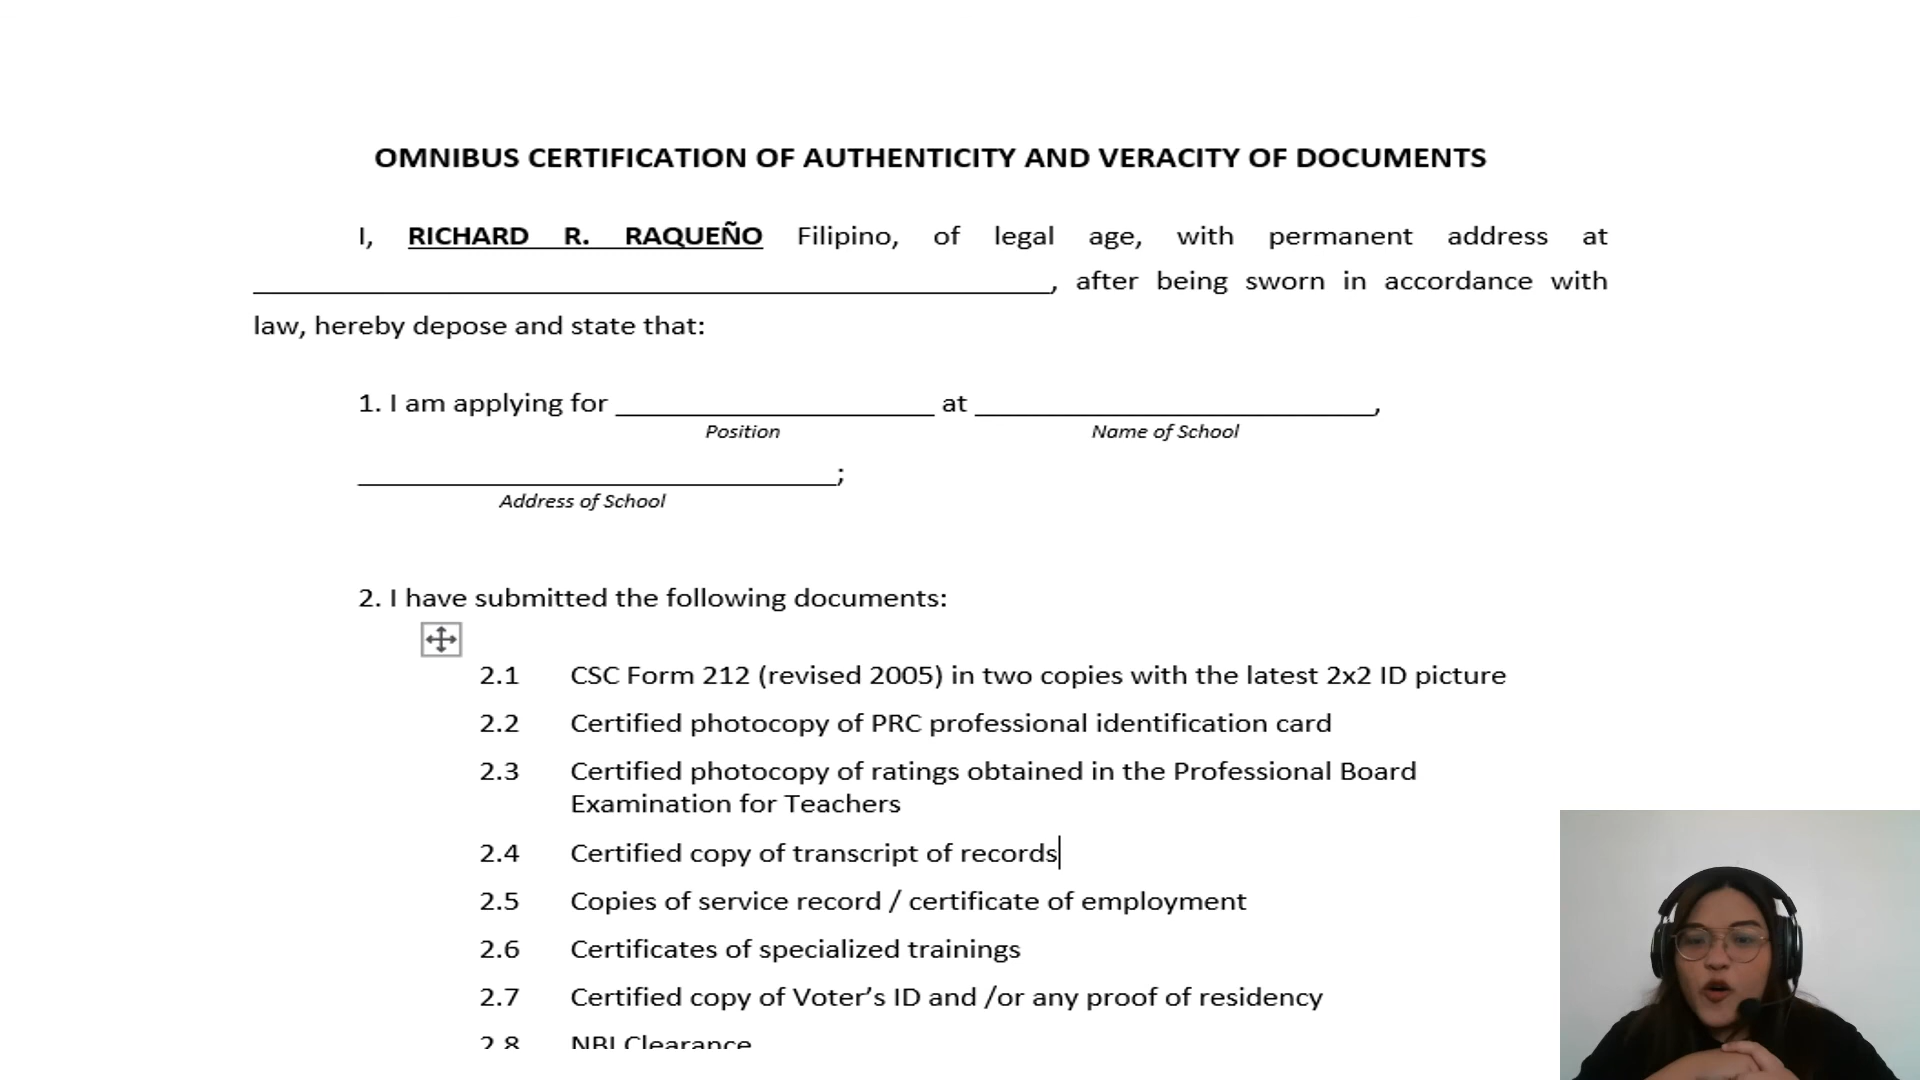 OMNIBUS CERTIFICATION OF AUTHENTICITY AND VERACITY OF DOCUMENTS
I, RICHARD R. RAQUEÑO Filipino, of legal age, with permanent address at
, after being sworn in accordance with
law, hereby depose and state that:
1. I am applying for ____________________ at _________________________,
Position Name of School
______________________________;
Address of School
2. I have submitted the following documents:
2.1 CSC Form 212 (revised 2005) in two copies with the latest 2x2 ID picture
2.2 Certified photocopy of PRC professional identification card
2.3 Certified photocopy of ratings obtained in the Professional Board
Examination for Teachers
2.4 Certified copy of transcript of records
2.5 Copies of service record / certificate of employment
2.6 Certificates of specialized trainings
2.7 Certified copy of Voter’s ID and /or any proof of residency
2.8 NBI Clearance